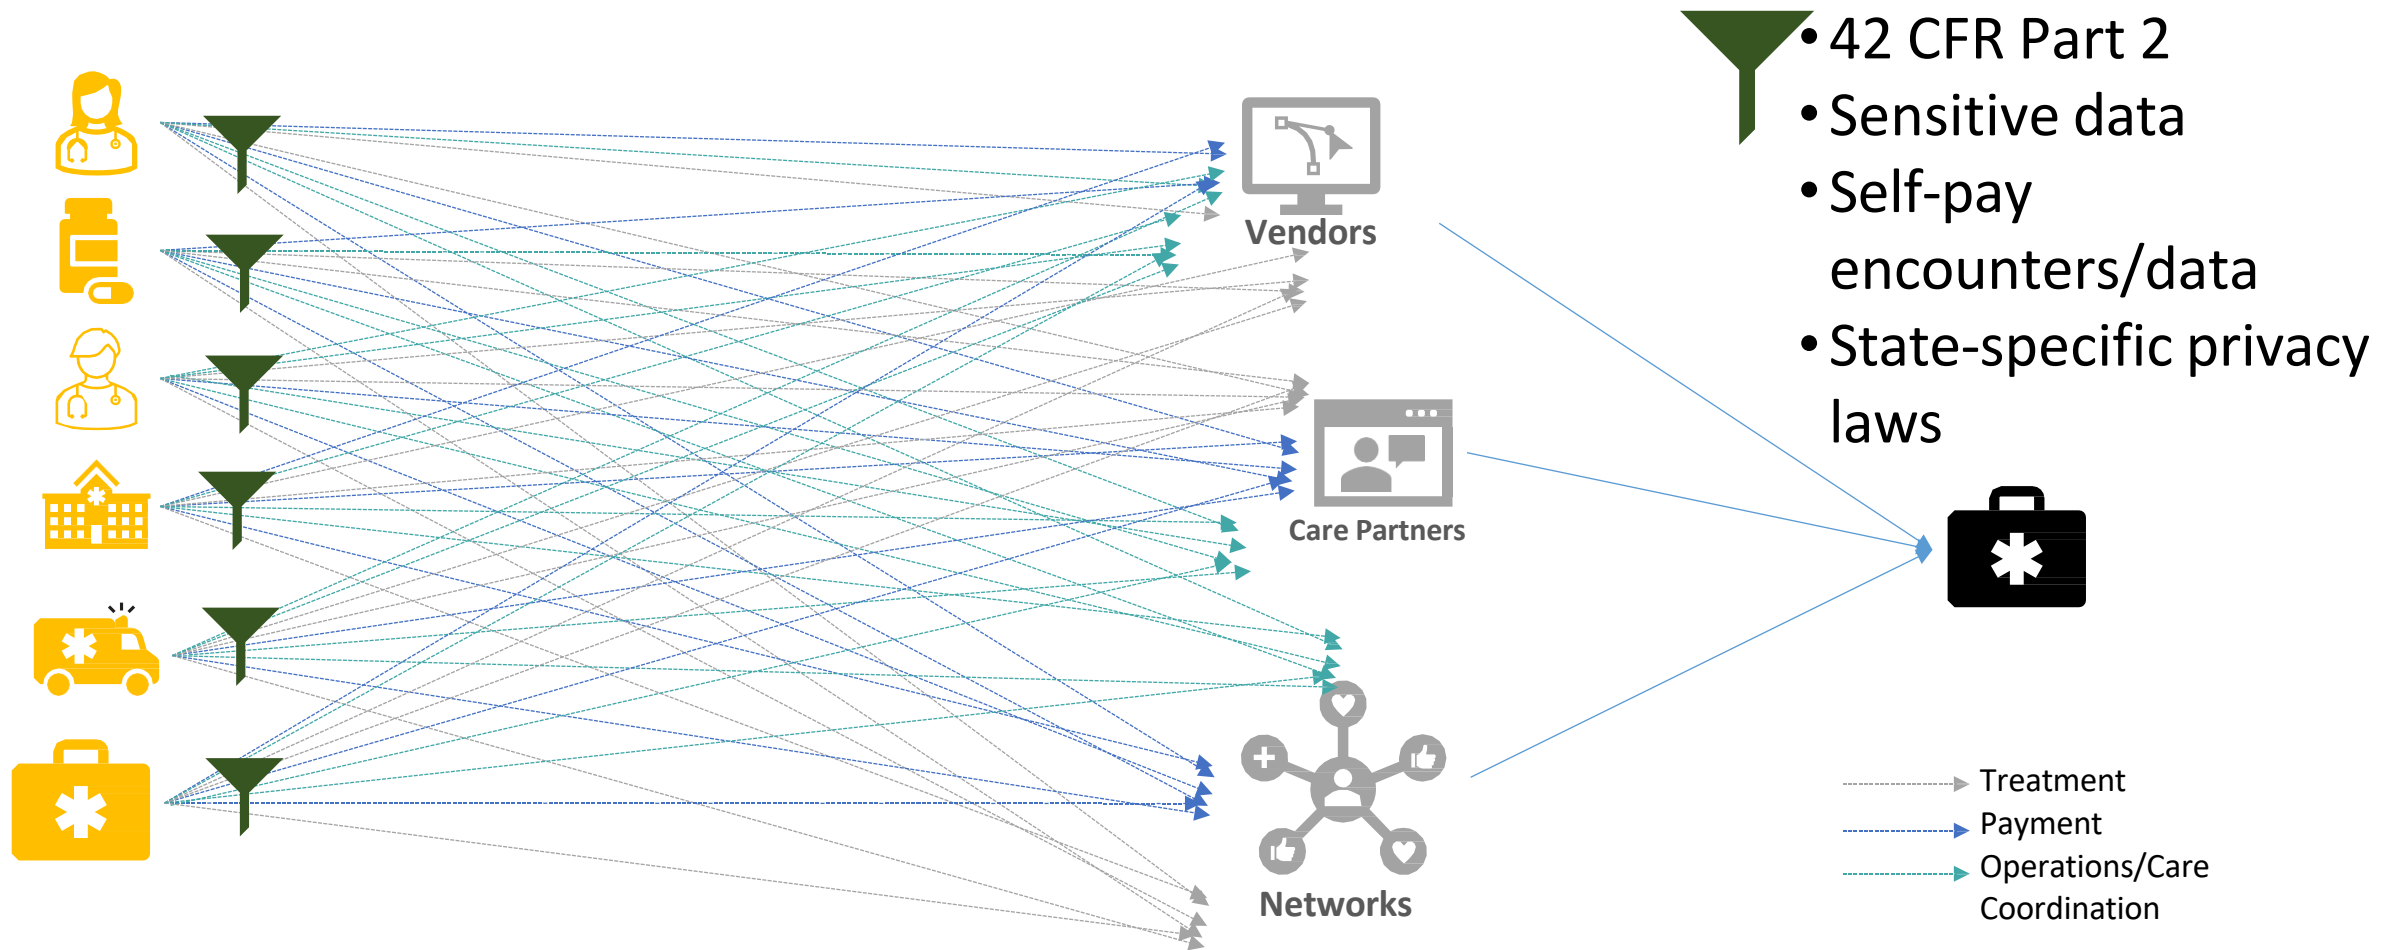 • 42 CFR Part 2
• Sensitive data
• Self-pay
encounters/data
• State-specific privacy
laws
Vendors
Care Partners
Networks
Treatment
Payment
Operations/Care
Coordination